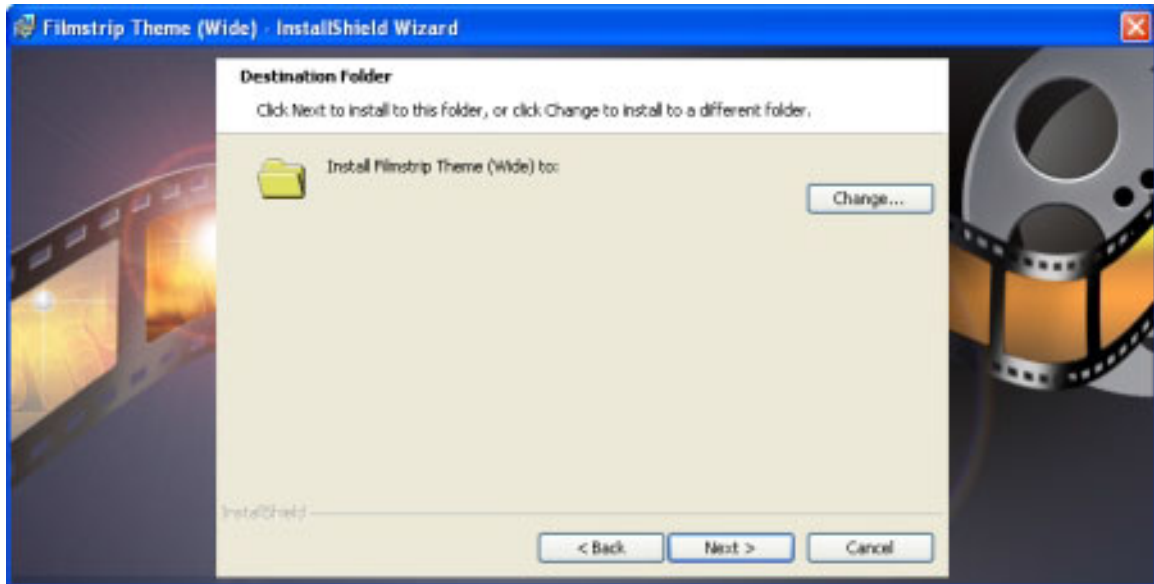 Filmstrip Theme (Wide) - InstallShield Wizard
Destination Folder
Click Next to install to this folder, or click Change to install to a different folder.
Install Filmstrip Theme (Wide) to:
Change...
InstallShield
< Back
Next >
Cancel